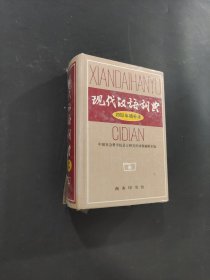 XIANDAIHANYU
现代汉语词典
2002年增补本
CIDIAN
中国社会科学院语言研究所词典编辑室编
商务印书馆